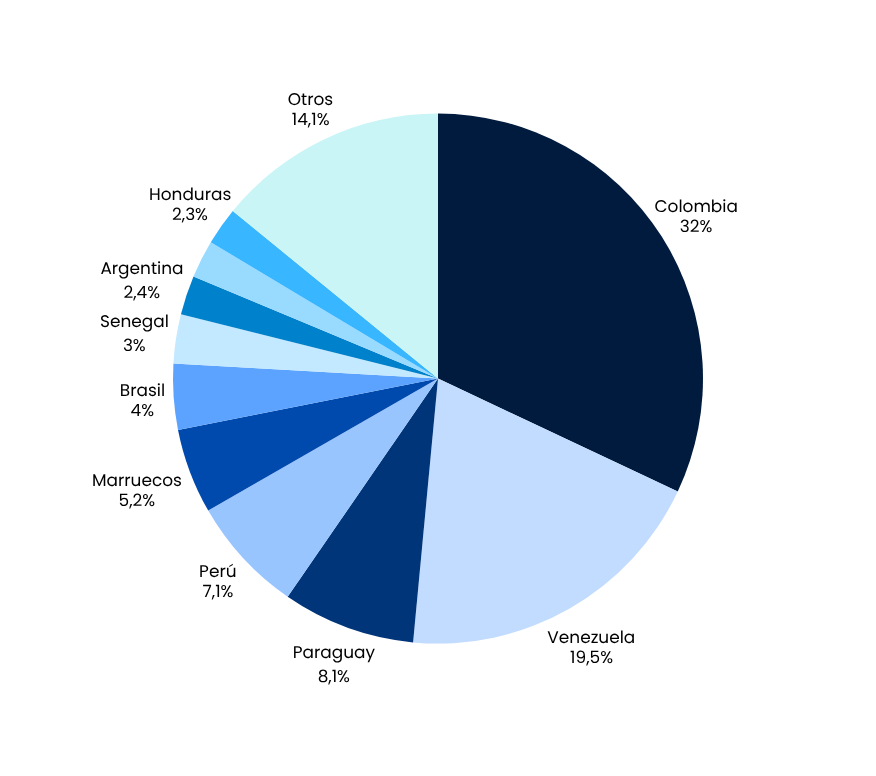 Otros
14,1%
Honduras
2,3%
Colombia
32%
Argentina
2,4%
Senegal
3%
Brasil
4%
Marruecos
5,2%
Perú
7,1%
Venezuela
19,5%
Paraguay
8,1%